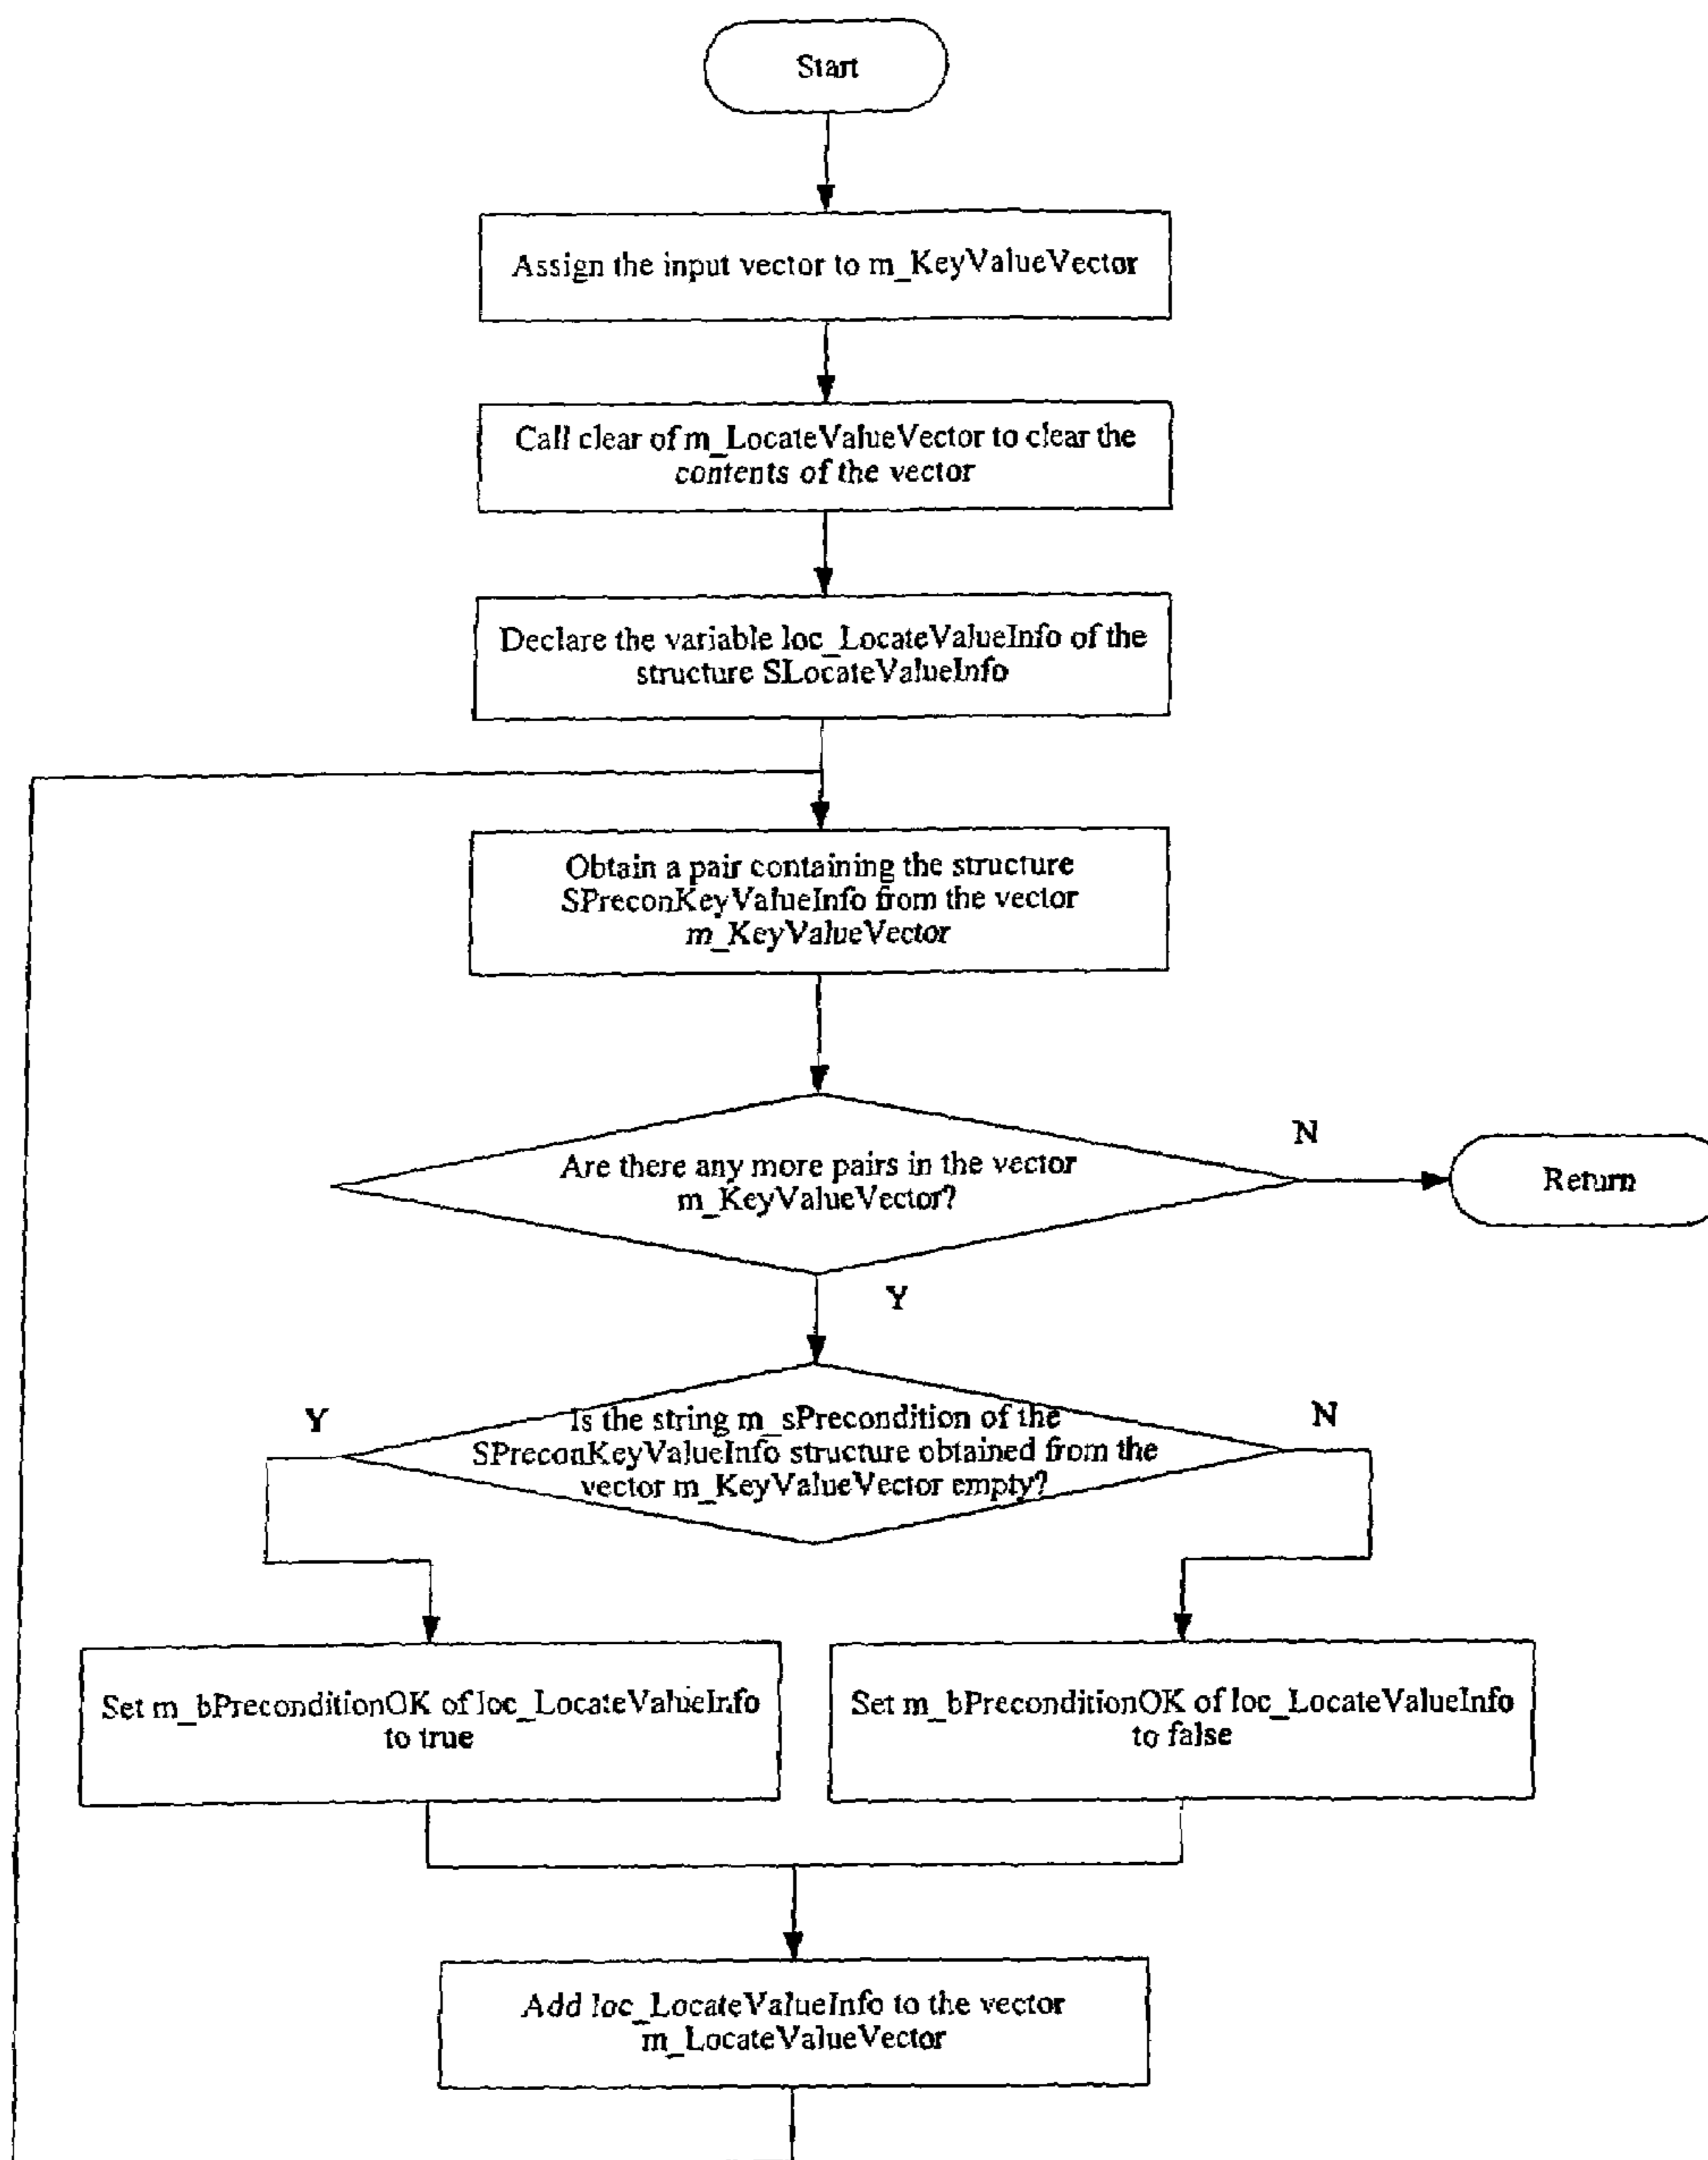 Start
Assign the input vector to m_KeyValueVector
Call clear of m_LocateValueVector to clear the
contents of the vector
Declare the variable loc_LocateValueInfo of the
structure SLocateValueInfo
Obtain a pair containing the structure
SPreconKeyValueInfo from the vector
m_KeyValueVector
Are there any more pairs in the vector
m_KeyValueVector?
N
Return
Y
Is the string m_sPrecondition of the
SPreconKeyValueInfo structure obtained from the
vector m_KeyValueVector empty?
Y
N
Set m_bPreconditionOK of loc_LocateValueInfo
to true
Set m_bPreconditionOK of loc_LocateValueInfo
to false
Add loc_LocateValueInfo to the vector
m_LocateValueVector